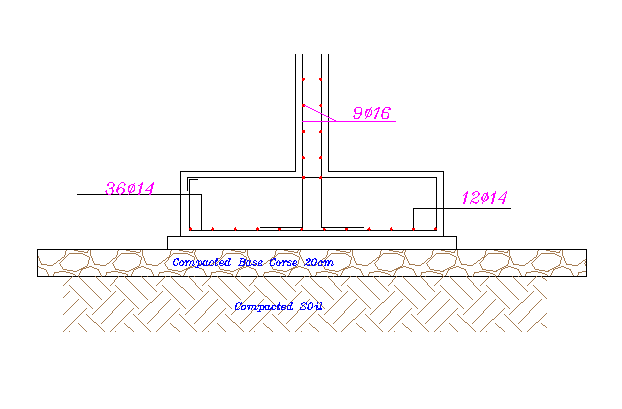 9ø16
36ø14
12ø14
Compacted Base Corse 20cm
Compacted SOil